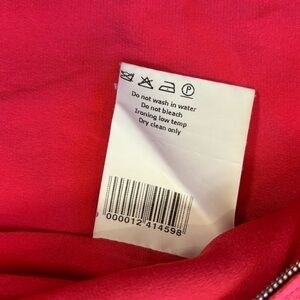 P
Do not wash in water
Do not bleach
Ironing low temp
Dry clean only
000012 414598